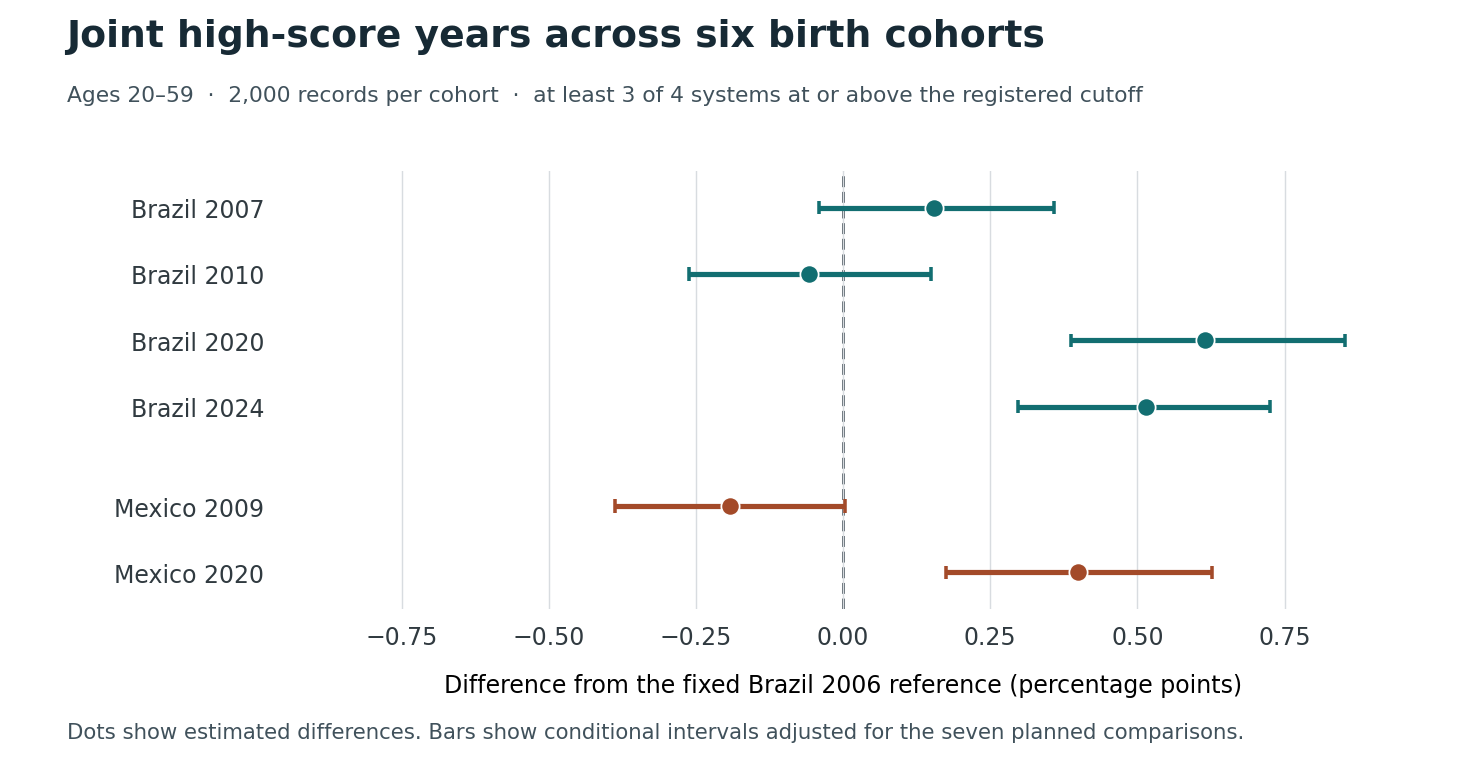 Joint high-score years across six birth cohorts
Ages 20–59 · 2,000 records per cohort · at least 3 of 4 systems at or above the registered cutoff
Brazil 2007
Brazil 2010
Brazil 2020
Brazil 2024
Mexico 2009
Mexico 2020
−0.75 −0.50 −0.25 0.00 0.25 0.50 0.75
Difference from the fixed Brazil 2006 reference (percentage points)
Dots show estimated differences. Bars show conditional intervals adjusted for the seven planned comparisons.